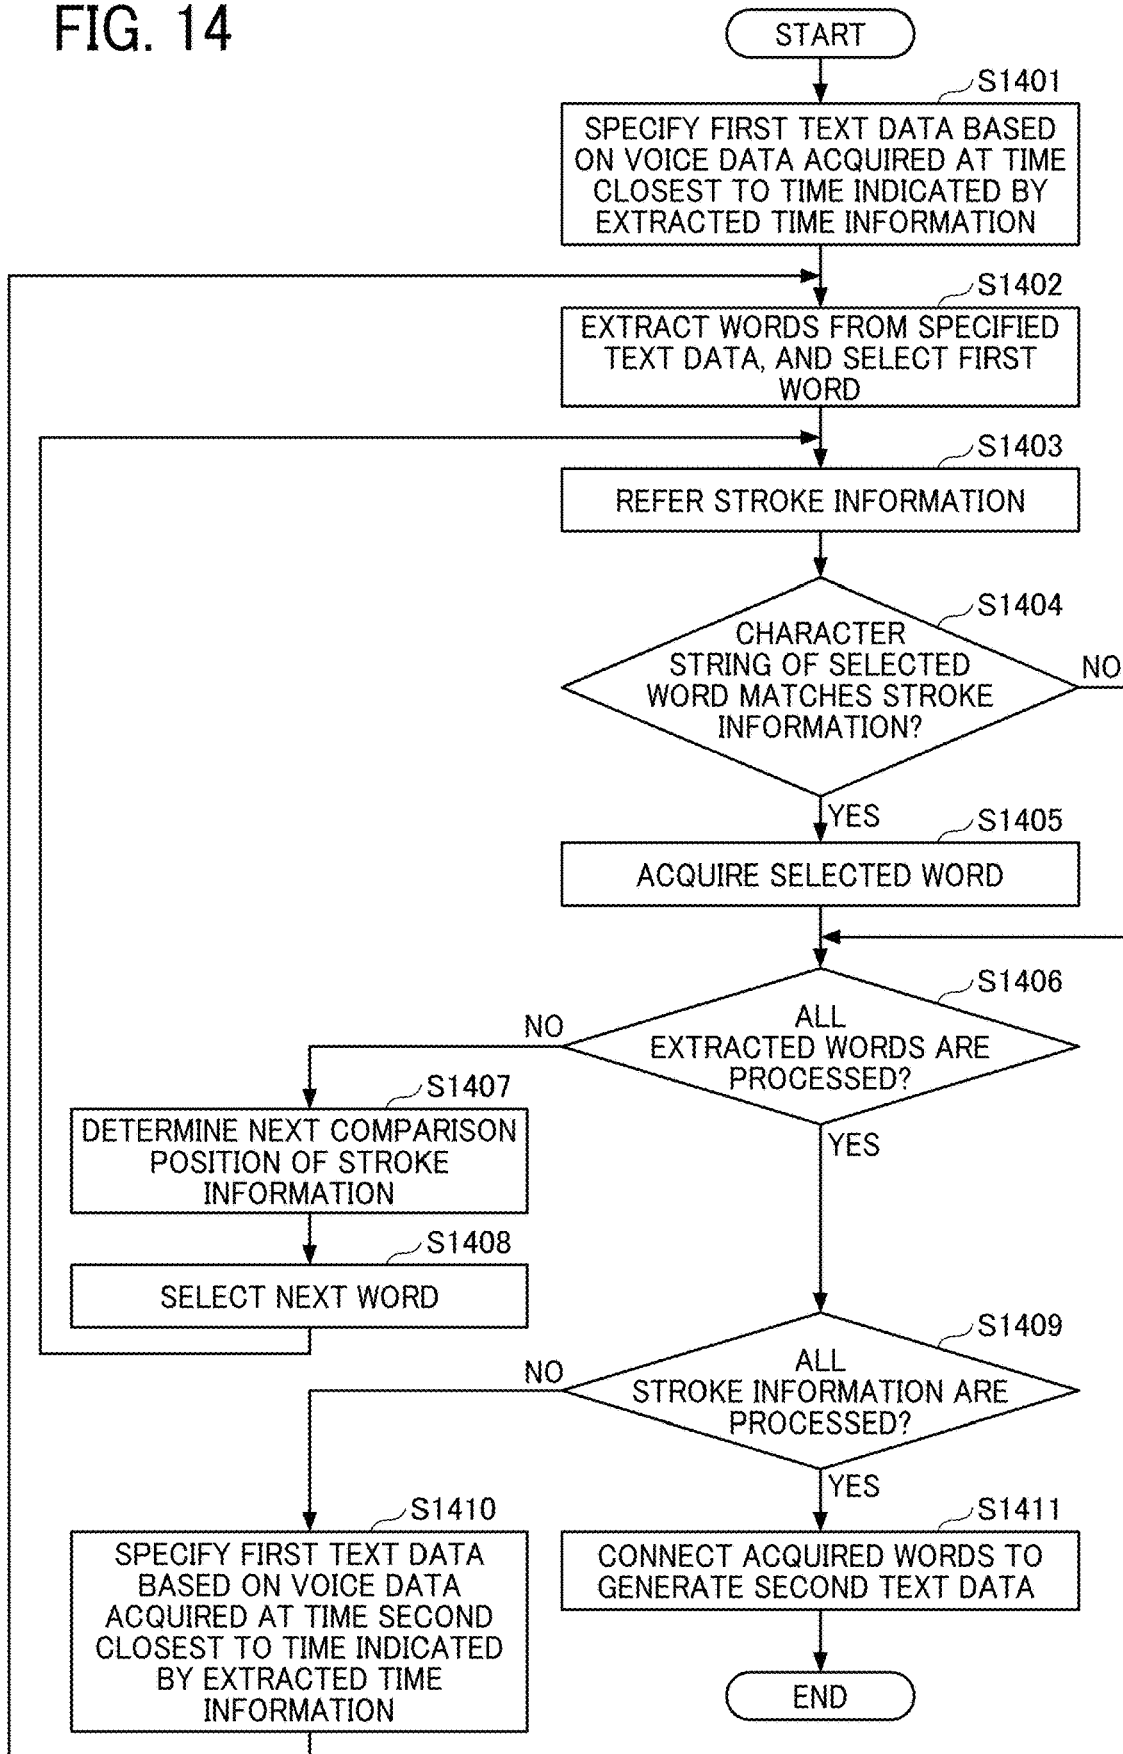 FIG. 14
START
S1401
SPECIFY FIRST TEXT DATA BASED
ON VOICE DATA ACQUIRED AT TIME
CLOSEST TO TIME INDICATED BY
EXTRACTED TIME INFORMATION
S1402
EXTRACT WORDS FROM SPECIFIED
TEXT DATA, AND SELECT FIRST
WORD
S1403
REFER STROKE INFORMATION
S1404
CHARACTER
STRING OF SELECTED
WORD MATCHES STROKE
INFORMATION?
NO
YES
S1405
ACQUIRE SELECTED WORD
S1406
ALL
EXTRACTED WORDS ARE
PROCESSED?
NO
YES
S1407
DETERMINE NEXT COMPARISON
POSITION OF STROKE
INFORMATION
S1408
SELECT NEXT WORD
S1409
ALL
STROKE INFORMATION ARE
PROCESSED?
NO
YES
S1410
SPECIFY FIRST TEXT DATA
BASED ON VOICE DATA
ACQUIRED AT TIME SECOND
CLOSEST TO TIME INDICATED
BY EXTRACTED TIME
INFORMATION
S1411
CONNECT ACQUIRED WORDS TO
GENERATE SECOND TEXT DATA
END